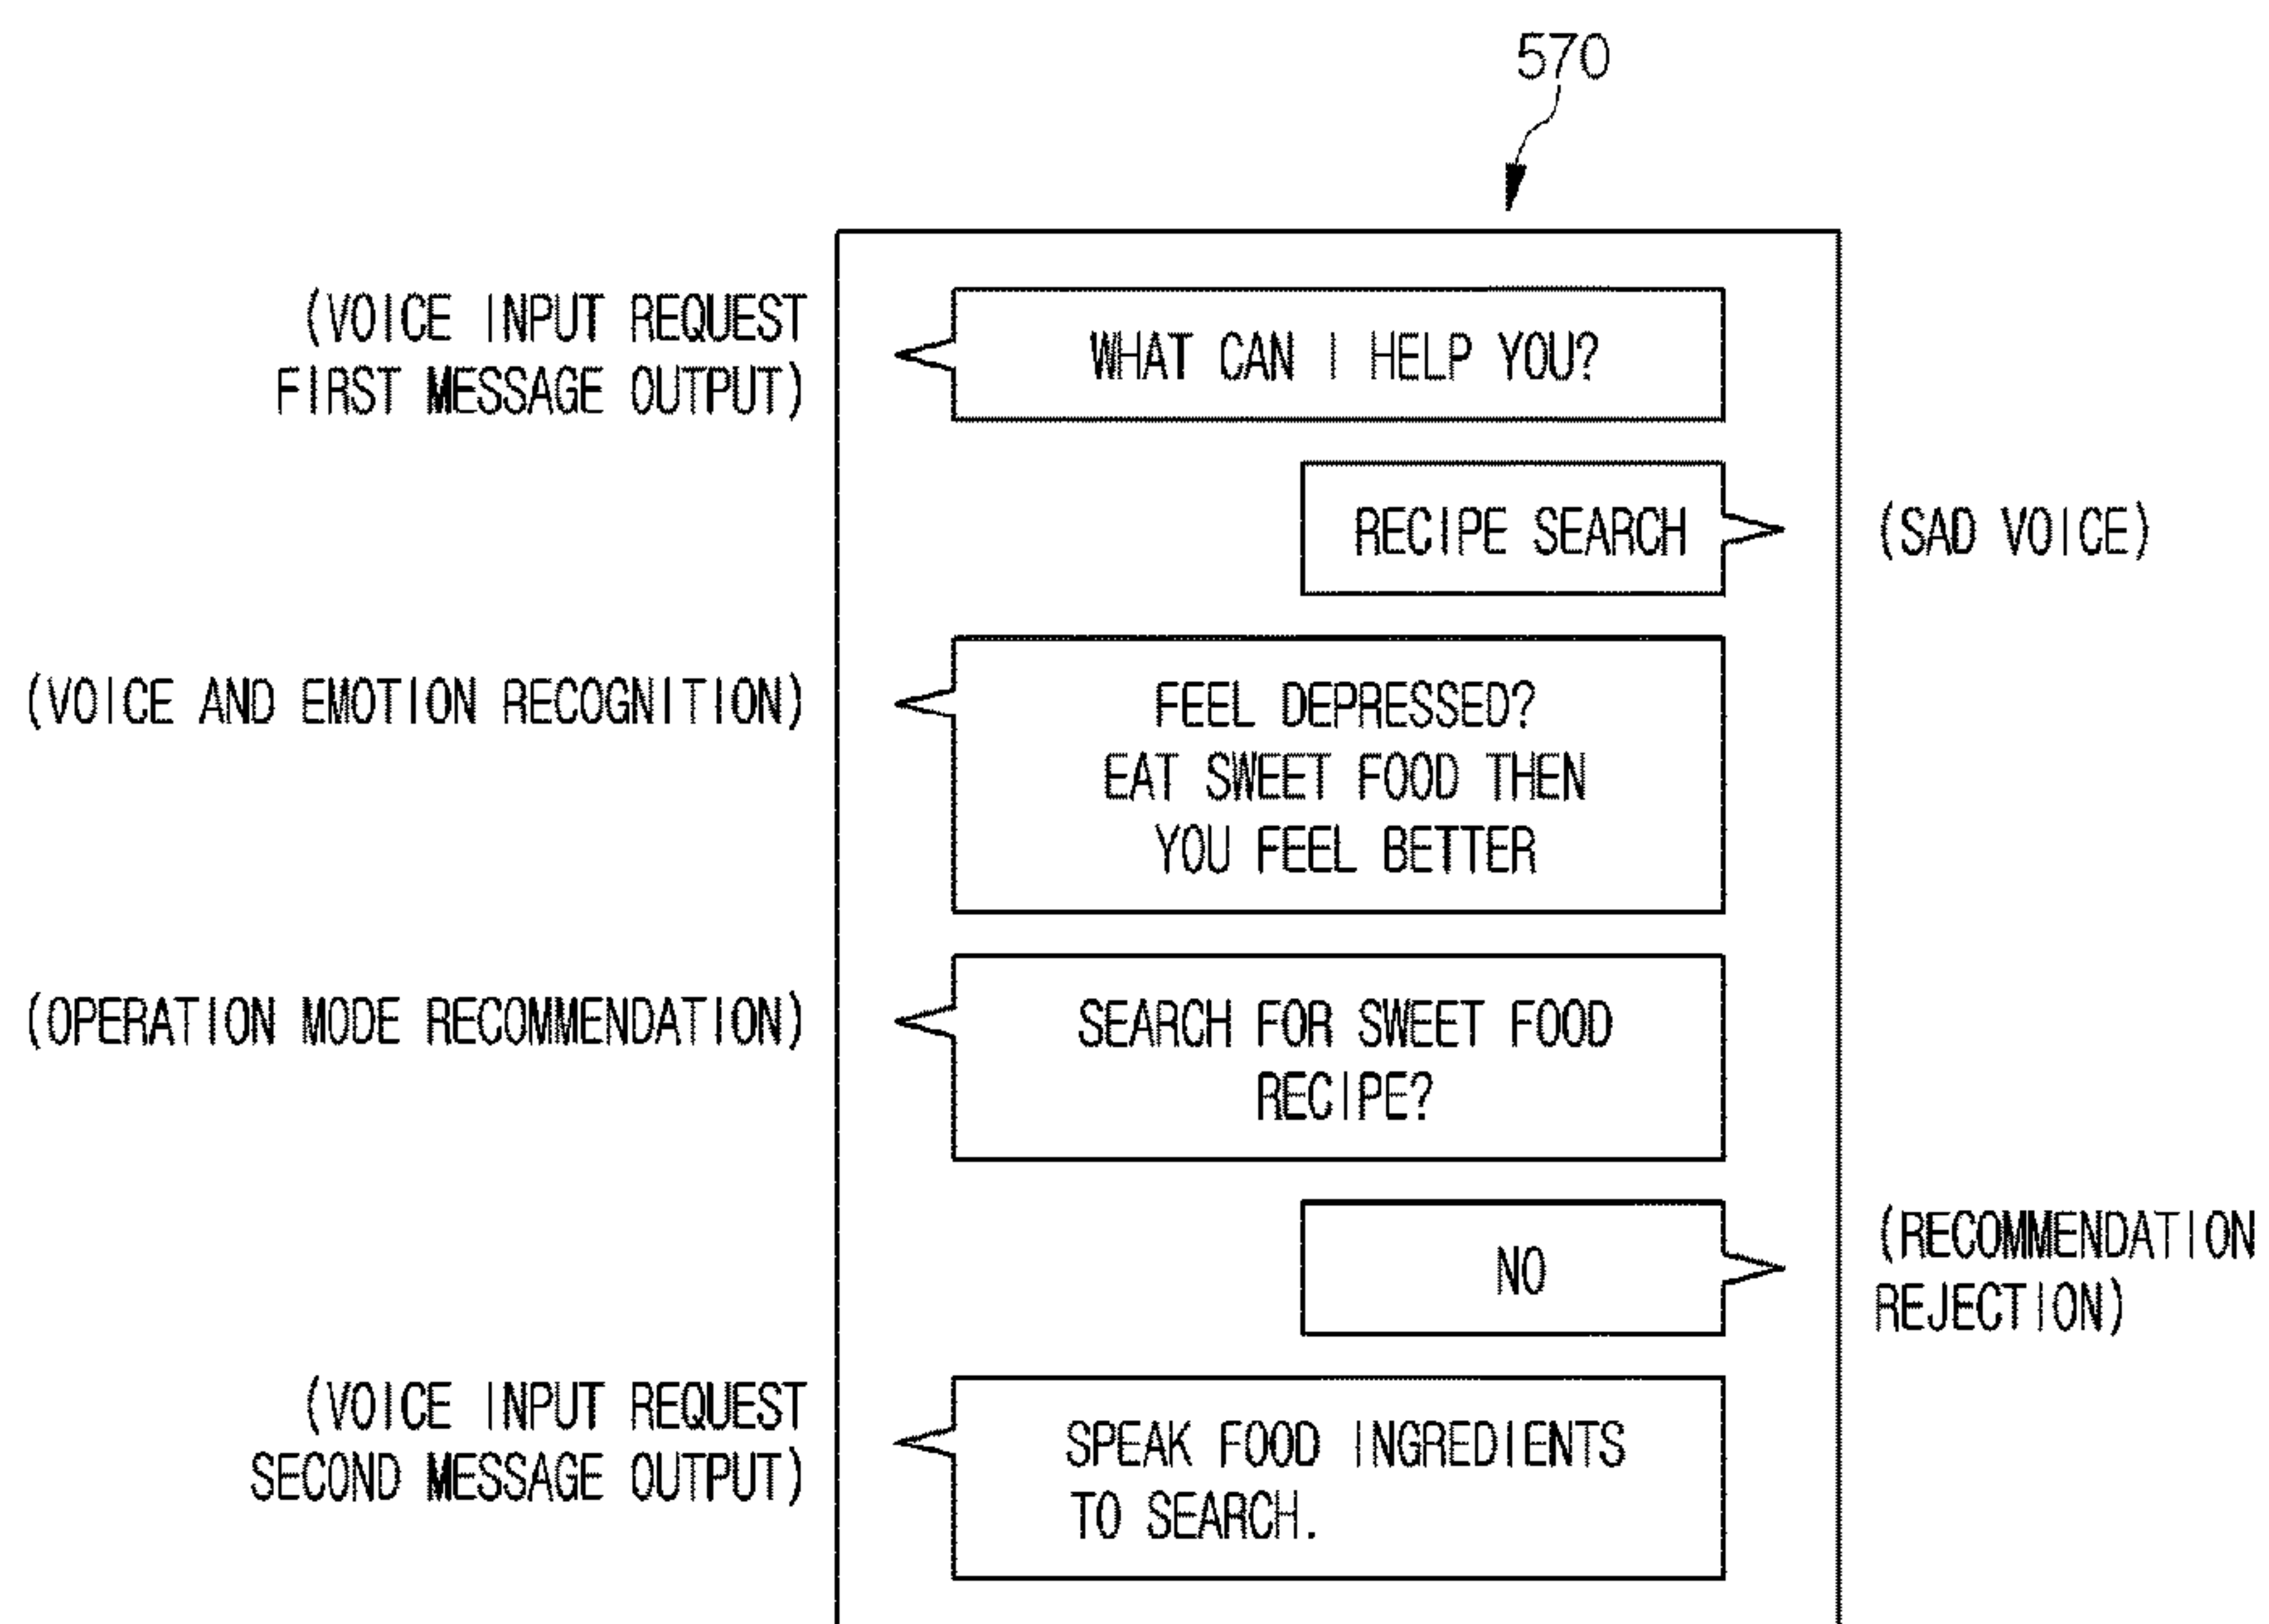 570
(VOICE INPUT REQUEST
FIRST MESSAGE OUTPUT)
WHAT CAN I HELP YOU?
RECIPE SEARCH
(SAD VOICE)
(VOICE AND EMOTION RECOGNITION)
FEEL DEPRESSED?
EAT SWEET FOOD THEN
YOU FEEL BETTER
(OPERATION MODE RECOMMENDATION)
SEARCH FOR SWEET FOOD
RECIPE?
NO
(RECOMMENDATION
REJECTION)
(VOICE INPUT REQUEST
SECOND MESSAGE OUTPUT)
SPEAK FOOD INGREDIENTS
TO SEARCH.